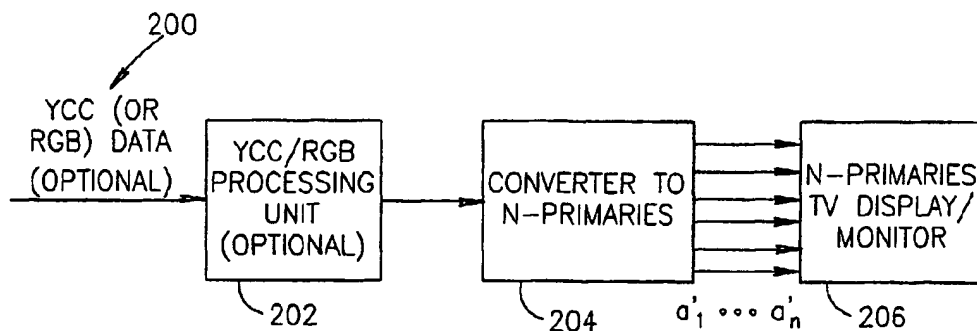 200
YCC (OR
RGB) DATA
(OPTIONAL)
YCC/RGB
PROCESSING
UNIT
(OPTIONAL)
202
CONVERTER TO
N-PRIMARIES
204
a'1 ••• a'n
N-PRIMARIES
TV DISPLAY/
MONITOR
206